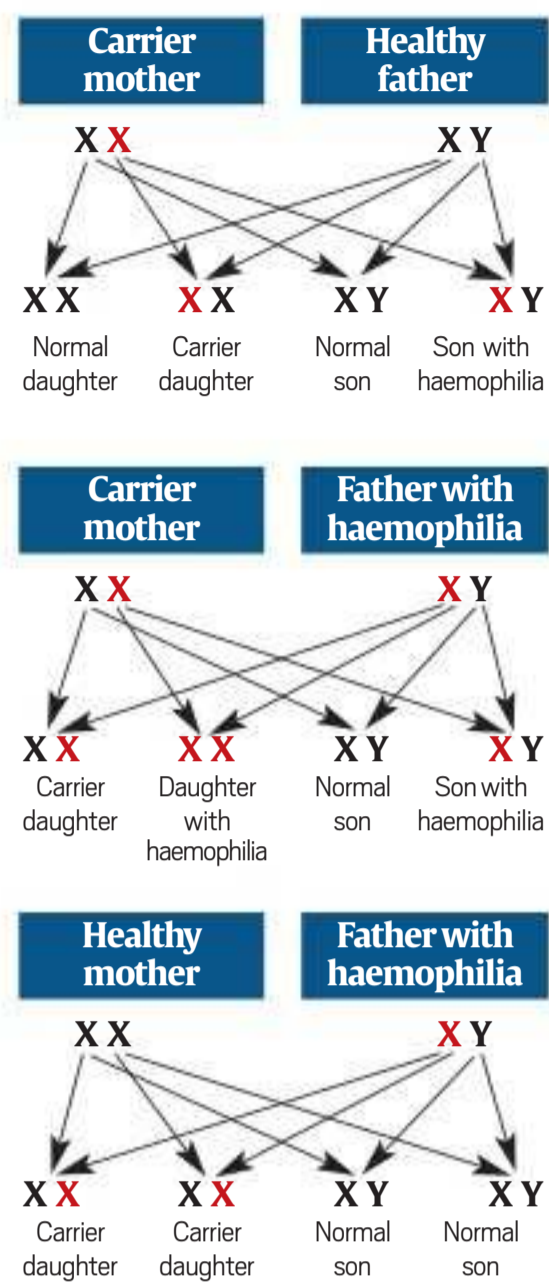 Carrier
mother
Healthy
father
X X
X Y
X X
X X
X Y
X Y
Normal
daughter
Carrier
daughter
Normal
son
Son with
haemophilia
Carrier
mother
Father with
haemophilia
X X
X Y
X X
X X
X Y
X Y
Carrier
daughter
Daughter
with
haemophilia
Normal
son
Son with
haemophilia
Healthy
mother
Father with
haemophilia
X X
X Y
X X
X X
X Y
X Y
Carrier
daughter
Carrier
daughter
Normal
son
Normal
son